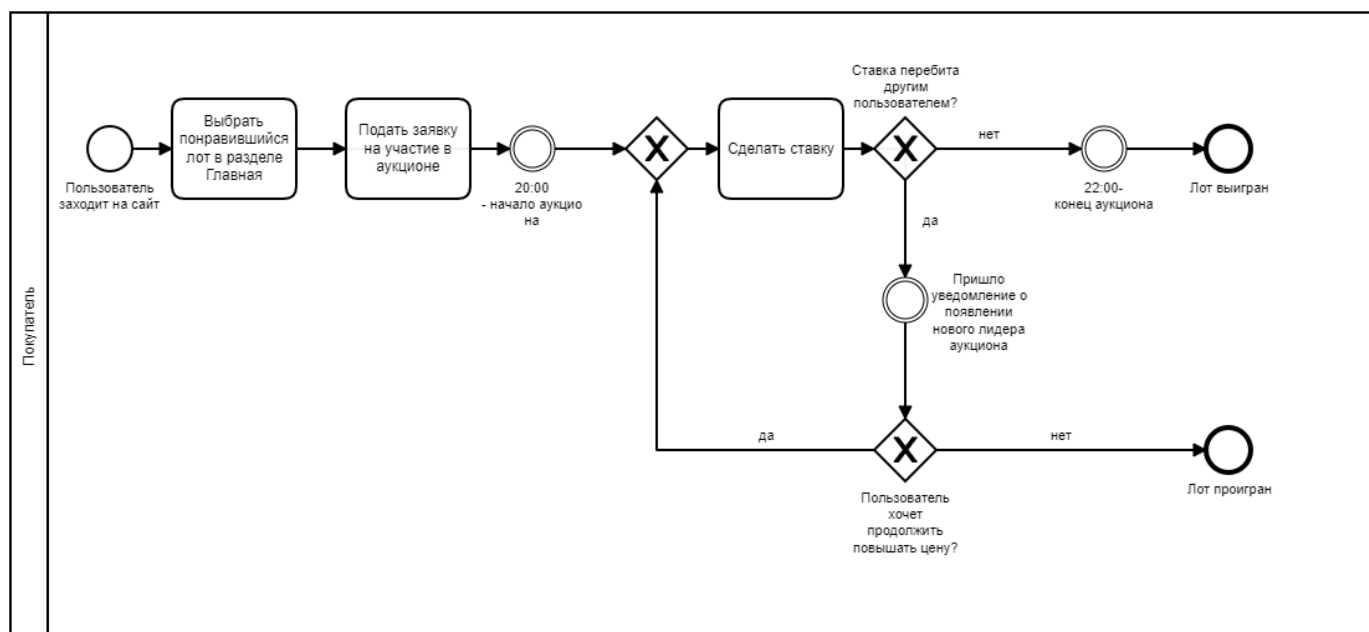 Покупатель
Пользователь
заходит на сайт
Выбрать
понравившийся
лот в разделе
Главная
Подать заявку
на участие в
аукционе
20:00
- начало аукцио
на
Сделать ставку
Ставка перебита
другим
пользователем?
нет
22:00-
конец аукциона
Лот выигран
да
Пришло
уведомление о
появлении
нового лидера
аукциона
да
нет
Пользователь
хочет
продолжить
повышать цену?
Лот проигран